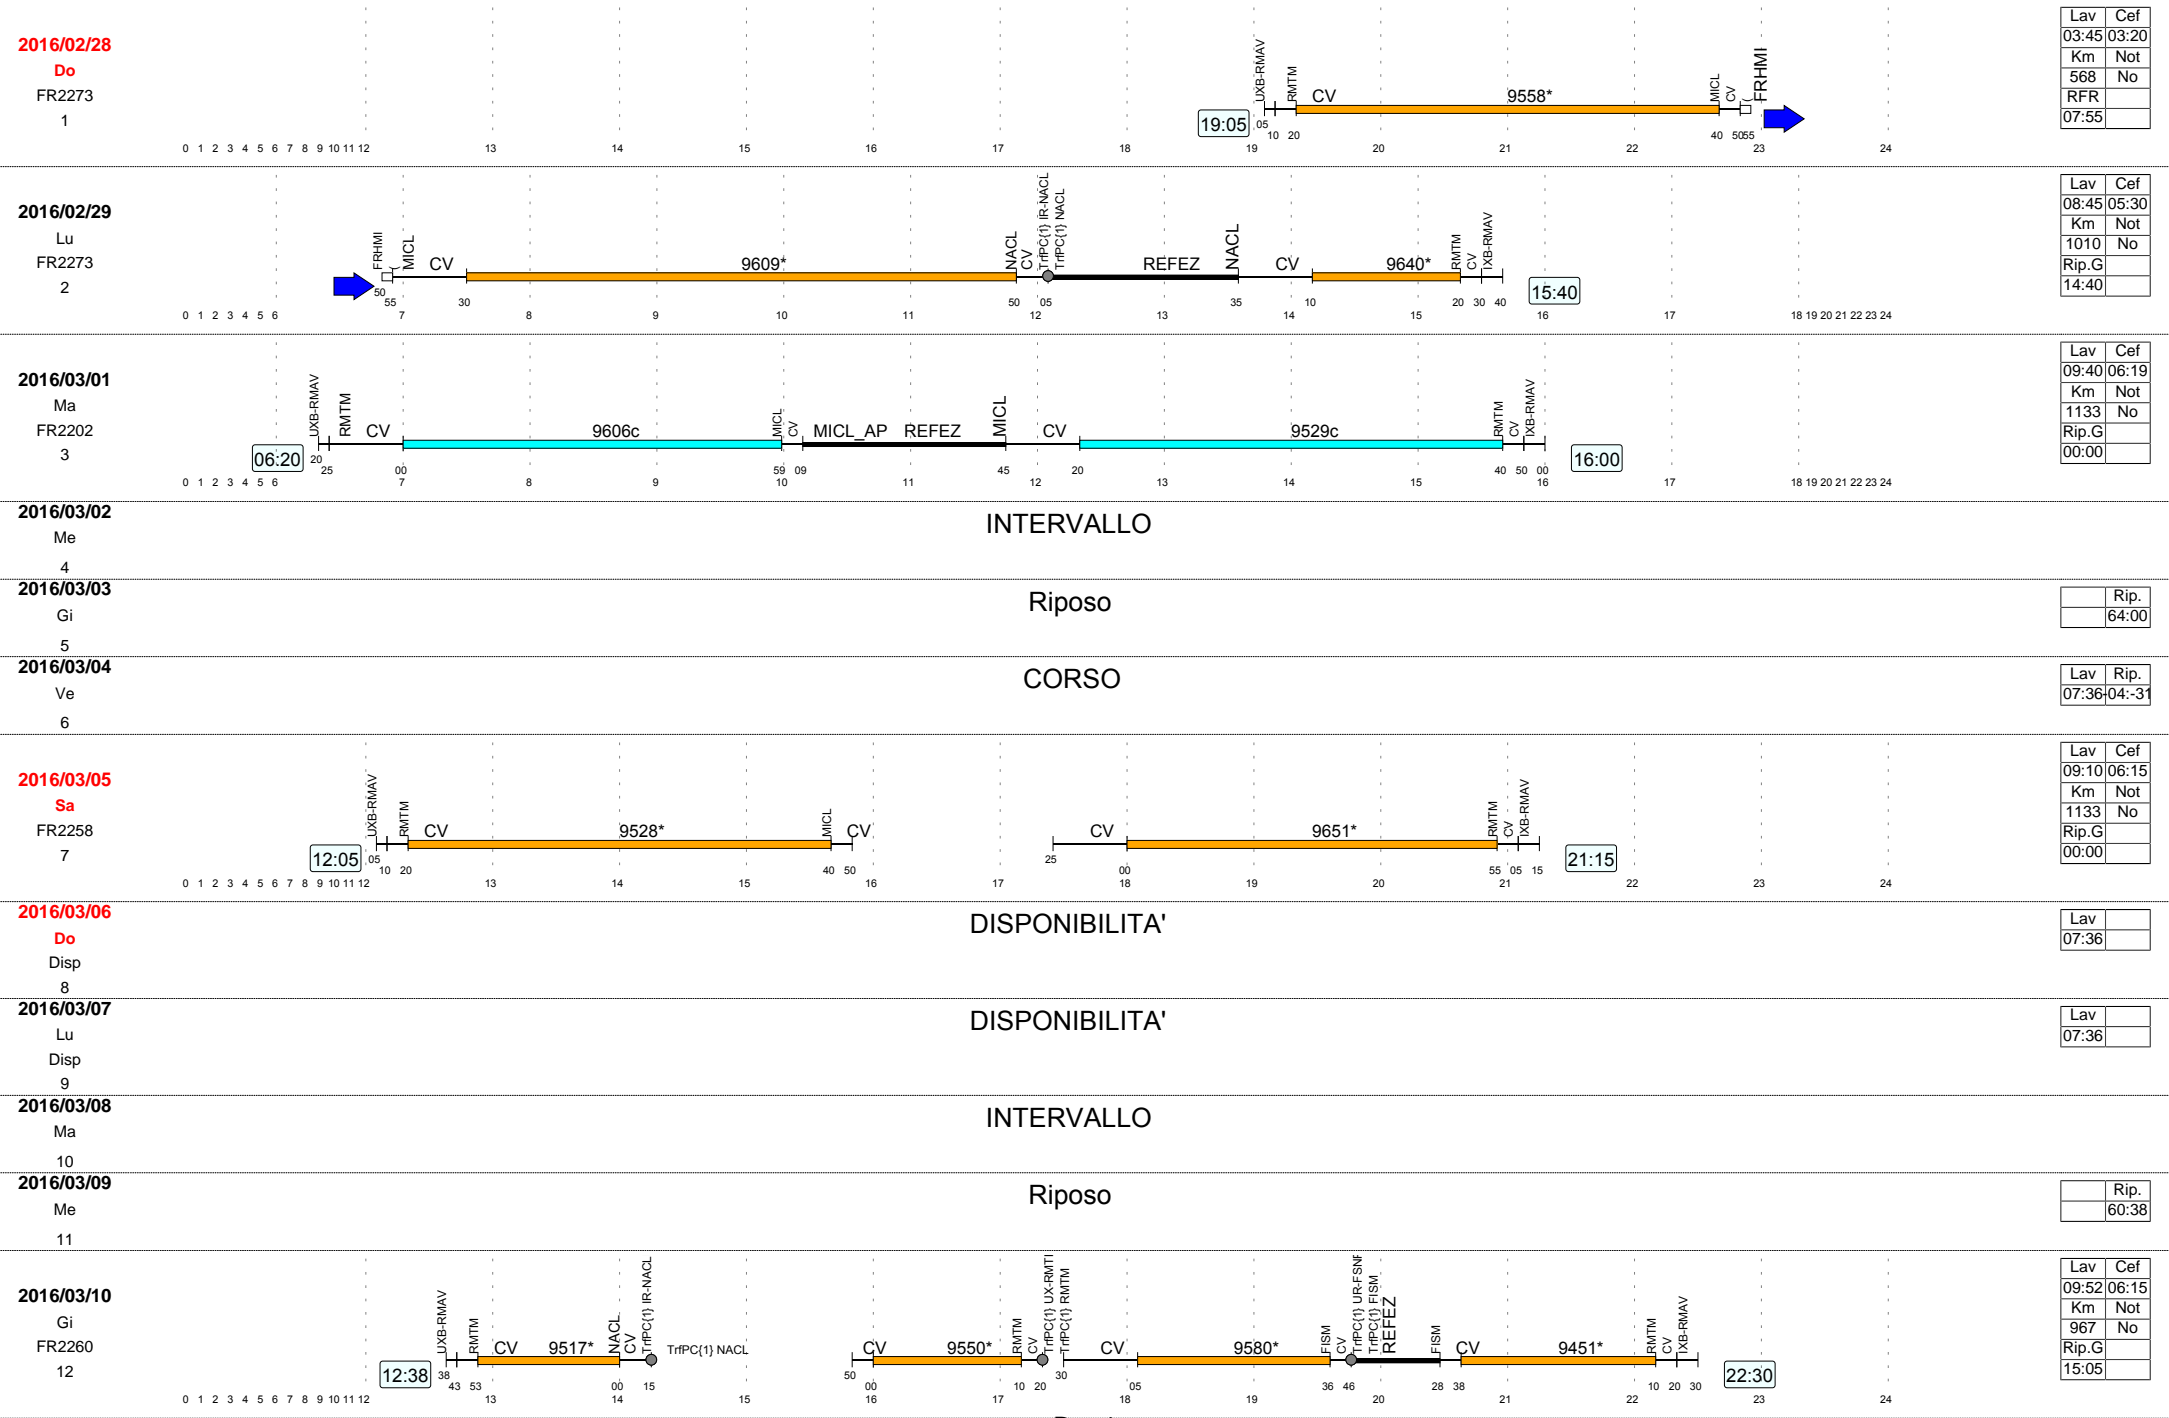 2016/02/28
Do
FR2273
1
19:05
UXB-RMAV
RMTM
CV
9558*
MICL
CV
(
FRHMI
05 10 20 40 50 55
0 1 2 3 4 5 6 7 8 9 10 11 12 13 14 15 16 17 18 19 20 21 22 23 24
Lav Cef
03:45 03:20
Km Not
568 No
RFR
07:55
2016/02/29
Lu
FR2273
2
FRHMI
(
MICL
CV
9609*
NACL
CV
TrfPC{1} IR-NACL
TrfPC{1} NACL
REFEZ
NACL
CV
9640*
RMTM
CV
IXB-RMAV
15:40
50 55 30 50 05 35 10 20 30 40
0 1 2 3 4 5 6 7 8 9 10 11 12 13 14 15 16 17 18 19 20 21 22 23 24
Lav Cef
08:45 05:30
Km Not
1010 No
Rip.G
14:40
2016/03/01
Ma
FR2202
3
06:20
UXB-RMAV
RMTM
CV
9606c
MICL
CV
MICL_AP REFEZ
MICL
CV
9529c
RMTM
CV
IXB-RMAV
16:00
20 25 00 59 09 45 20 40 50 00
0 1 2 3 4 5 6 7 8 9 10 11 12 13 14 15 16 17 18 19 20 21 22 23 24
Lav Cef
09:40 06:19
Km Not
1133 No
Rip.G
00:00
2016/03/02
Me
4
INTERVALLO
2016/03/03
Gi
5
Riposo
Rip.
64:00
2016/03/04
Ve
6
CORSO
Lav Rip.
07:36 -04:-31
2016/03/05
Sa
FR2258
7
12:05
UXB-RMAV
RMTM
CV
9528*
MICL
CV
CV
9651*
RMTM
CV
IXB-RMAV
21:15
05 10 20 40 50 25 00 55 05 15
0 1 2 3 4 5 6 7 8 9 10 11 12 13 14 15 16 17 18 19 20 21 22 23 24
Lav Cef
09:10 06:15
Km Not
1133 No
Rip.G
00:00
2016/03/06
Do
Disp
8
DISPONIBILITA'
Lav
07:36
2016/03/07
Lu
Disp
9
DISPONIBILITA'
Lav
07:36
2016/03/08
Ma
10
INTERVALLO
2016/03/09
Me
11
Riposo
Rip.
60:38
2016/03/10
Gi
FR2260
12
12:38
UXB-RMAV
RMTM
CV
9517*
NACL
CV
TrfPC{1} IR-NACL
TrfPC{1} NACL
CV
9550*
RMTM
CV
TrfPC{1} UX-RMTI
TrfPC{1} RMTM
CV
9580*
FISM
CV
TrfPC{1} FISM
REFEZ
FISM
CV
9451*
RMTM
CV
IXB-RMAV
22:30
38 43 53 00 15 50 00 10 20 30 05 36 46 28 38 10 20 30
0 1 2 3 4 5 6 7 8 9 10 11 12 13 14 15 16 17 18 19 20 21 22 23 24
Lav Cef
09:52 06:15
Km Not
967 No
Rip.G
15:05